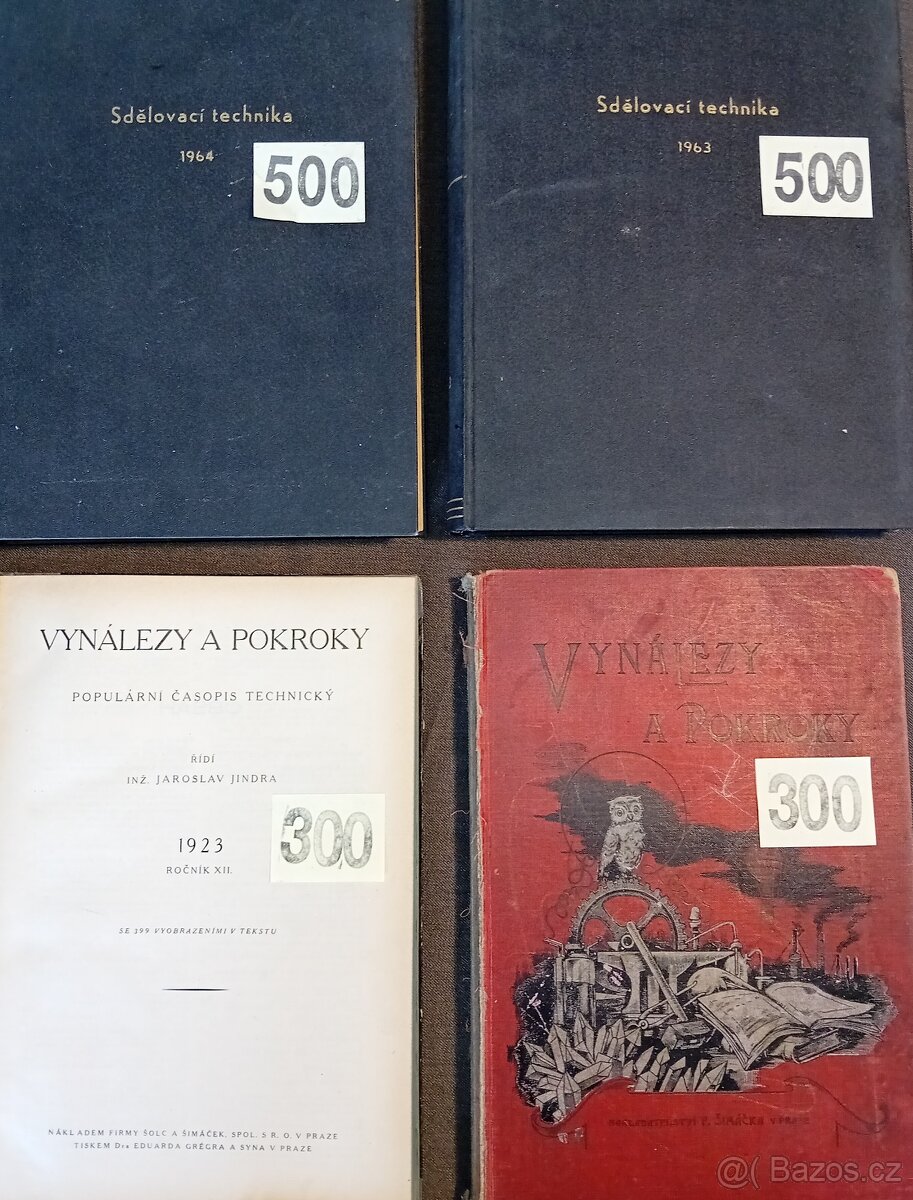 Sdělovací technika
1964
500
Sdělovací technika
1963
500
VYNÁLEZY A POKROKY
POPULÁRNÍ ČASOPIS TECHNICKÝ
ŘÍDÍ
INŽ. JAROSLAV JINDRA
1923
ROČNÍK XII.
300
SE 399 VYOBRAZENÍMI V TEKSTU
NÁKLADEM FIRMY ŠOLC A ŠIMÁČEK, SPOL. S R. O. V PRAZE
TISKEM Dra EDUARDA GRÉGRA A SYNA V PRAZE
VYNÁLEZY
A POKROKY
300
NAKLADATELSTVÍ F. ŠIMÁČKA V PRAZE
@( Bazos.cz